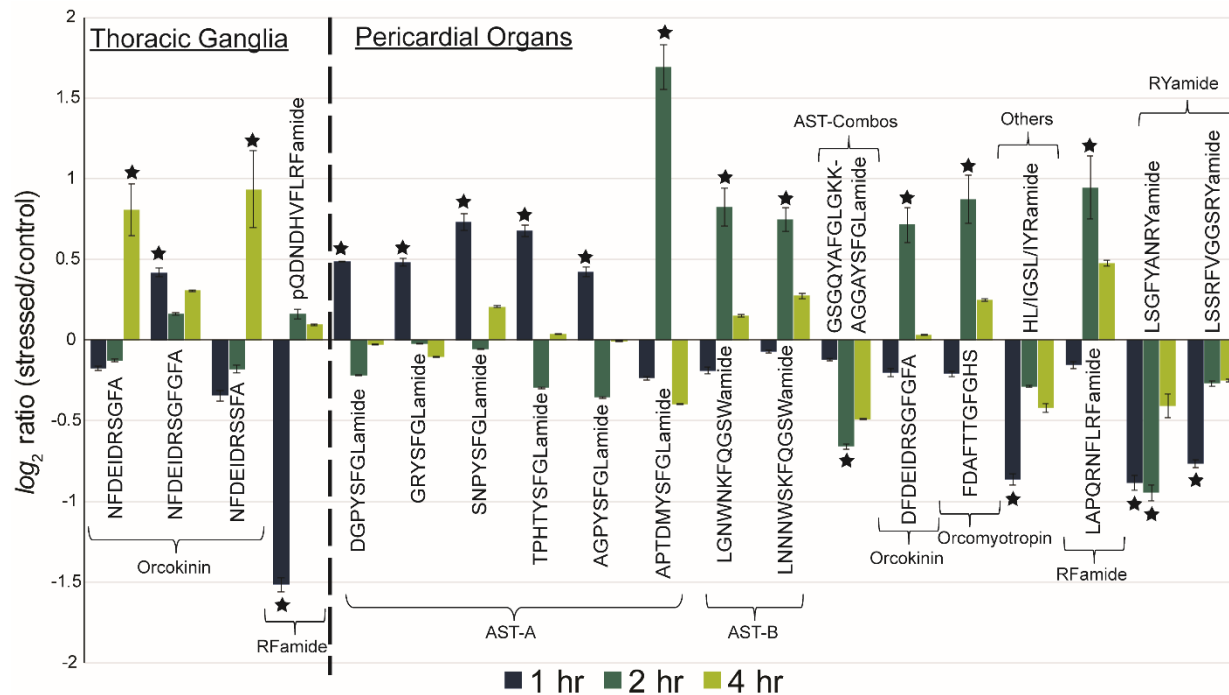 2
1.5
1
0.5
0
-0.5
-1
-1.5
-2
log2 ratio (stressed/control)
Thoracic Ganglia
Pericardial Organs
NFDEIDRSGFA
NFDEIDRSGFGFA
NFDEIDRSSFA
Orcokinin
pQDNDHVFLRFamide
RFamide
DGPYSFGLamide
GRYSFGLamide
SNPYSFGLamide
TPHTYSFGLamide
AGPYSFGLamide
APTDMYSFGLamide
AST-A
LGNWNKFQGSWamide
LNNNWSKFQGSWamide
AST-B
AST-Combos
GSGQYAFGLGKK-
AGGAYSFGLamide
DFDEIDRSGFGFA
Orcokinin
FDAFTTGFGHS
Orcomyotropin
Others
HL/IGSL/IYRamide
LAPQRNFLRFamide
RFamide
RYamide
LSGFYANRYamide
LSSRFVGGSRYamide
1 hr
2 hr
4 hr